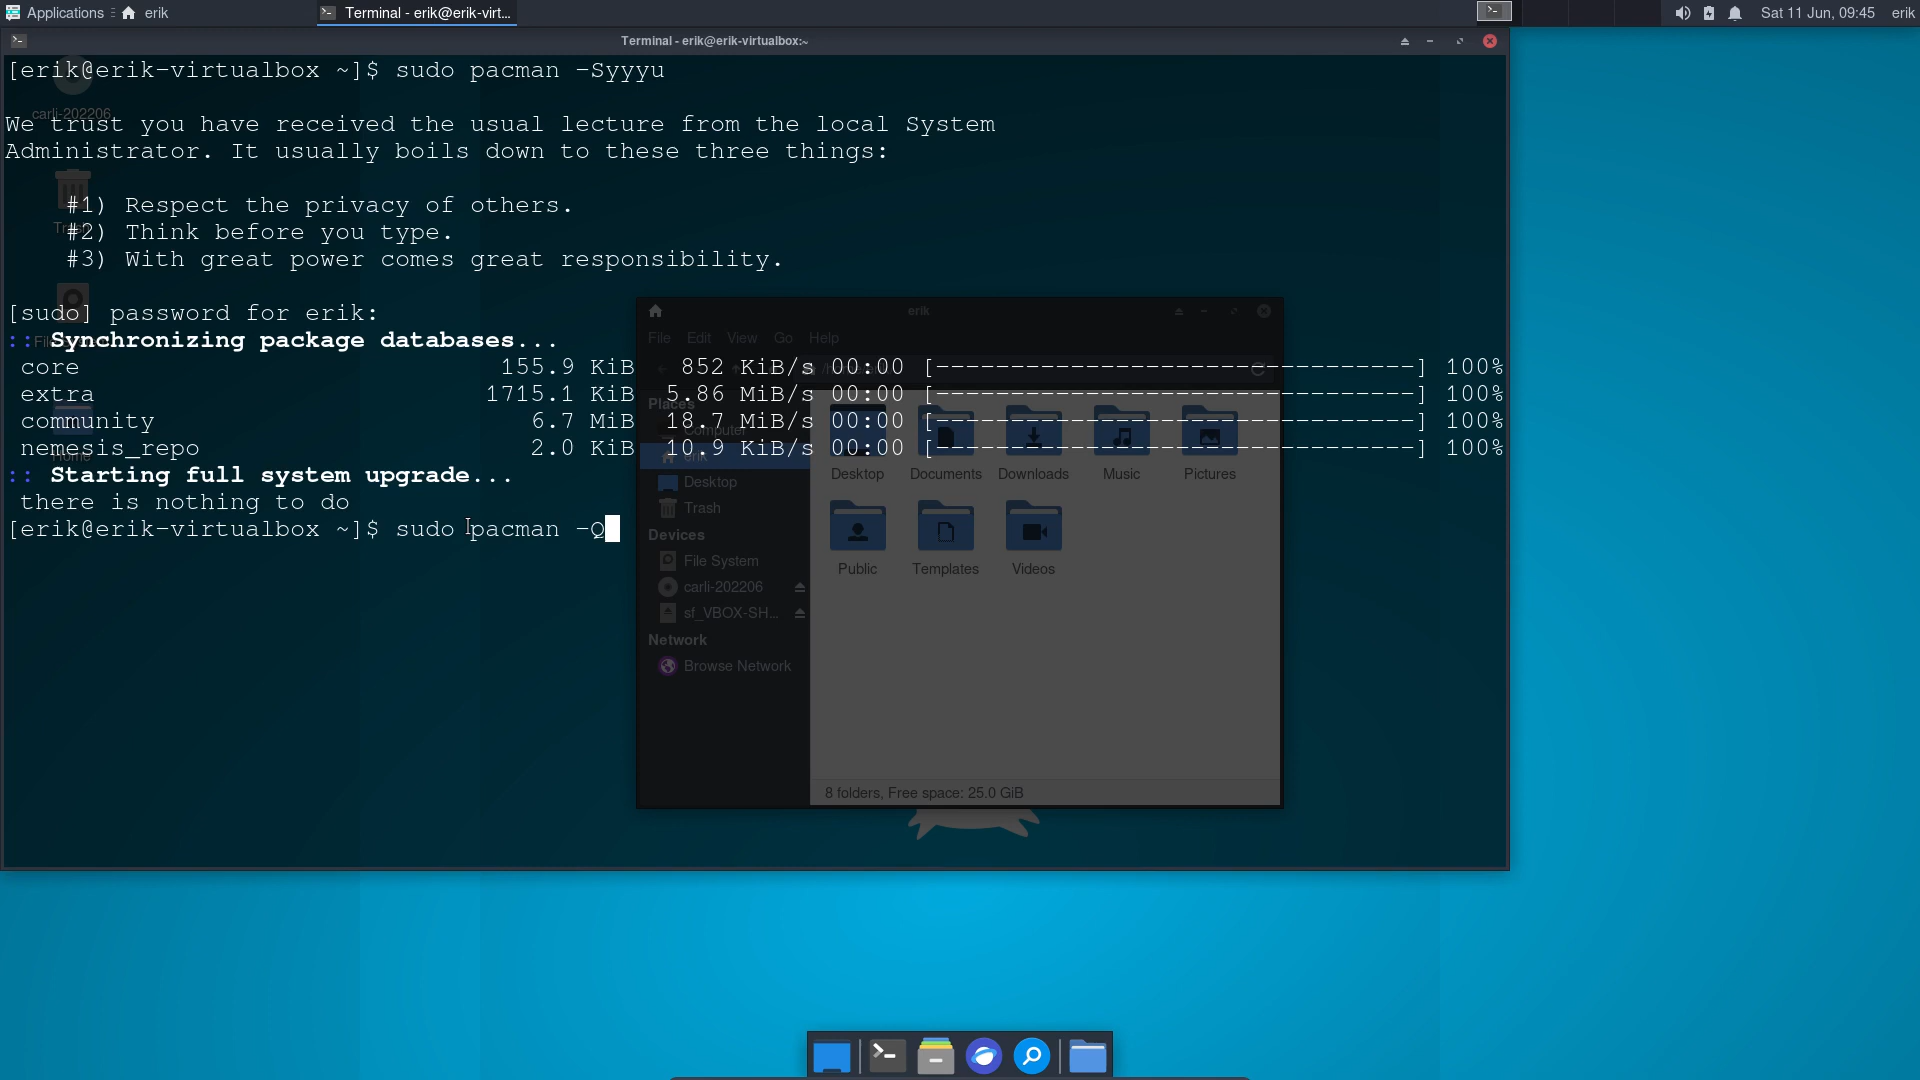 Applications
erik
Terminal - erik@erik-virt...
Sat 11 Jun, 09:45
erik
Terminal - erik@erik-virtualbox:~
[erik@erik-virtualbox ~]$ sudo pacman -Syyyu
carli-202206
We trust you have received the usual lecture from the local System
Administrator. It usually boils down to these three things:
#1) Respect the privacy of others.
#2) Think before you type.
#3) With great power comes great responsibility.
[sudo] password for erik:
:: Synchronizing package databases...
core 155.9 KiB 852 KiB/s 00:00 [--------------------------------] 100%
extra 1715.1 KiB 5.86 MiB/s 00:00 [--------------------------------] 100%
community 6.7 MiB 18.7 MiB/s 00:00 [--------------------------------] 100%
nemesis_repo 2.0 KiB 10.9 KiB/s 00:00 [--------------------------------] 100%
:: Starting full system upgrade...
there is nothing to do
[erik@erik-virtualbox ~]$ sudo pacman -Q
erik
File Edit View Go Help
Places
Computer
erik
Desktop
Trash
Devices
File System
carli-202206
sf_VBOX-SH...
Network
Browse Network
Desktop Documents Downloads Music Pictures
Public Templates Videos
8 folders, Free space: 25.0 GiB